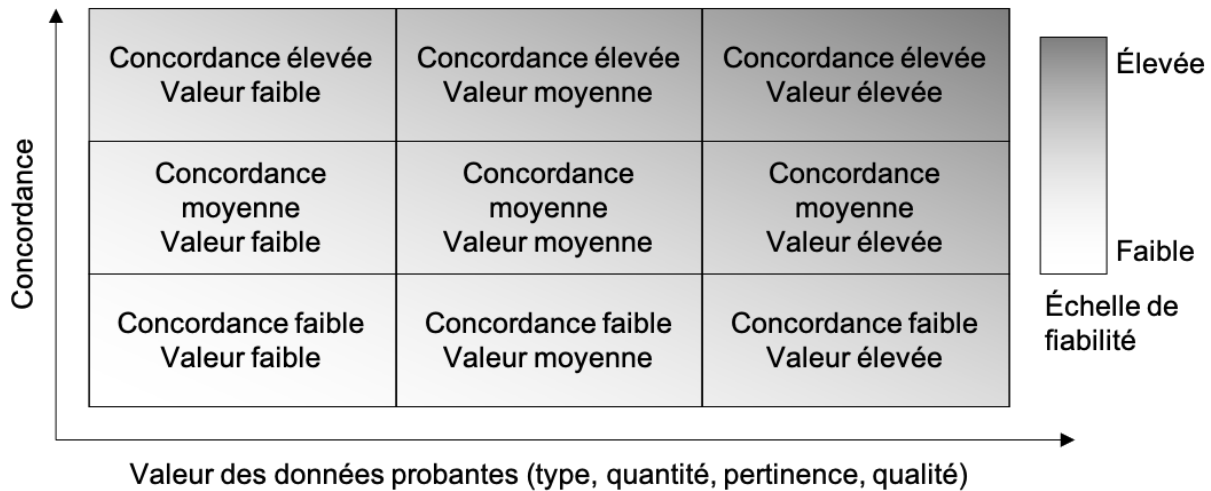 Concordance élevée
Valeur faible
Concordance élevée
Valeur moyenne
Concordance élevée
Valeur élevée
Concordance
moyenne
Valeur faible
Concordance
moyenne
Valeur moyenne
Concordance
moyenne
Valeur élevée
Concordance faible
Valeur faible
Concordance faible
Valeur moyenne
Concordance faible
Valeur élevée
Concordance
Valeur des données probantes (type, quantité, pertinence, qualité)
Élevée
Faible
Échelle de
fiabilité